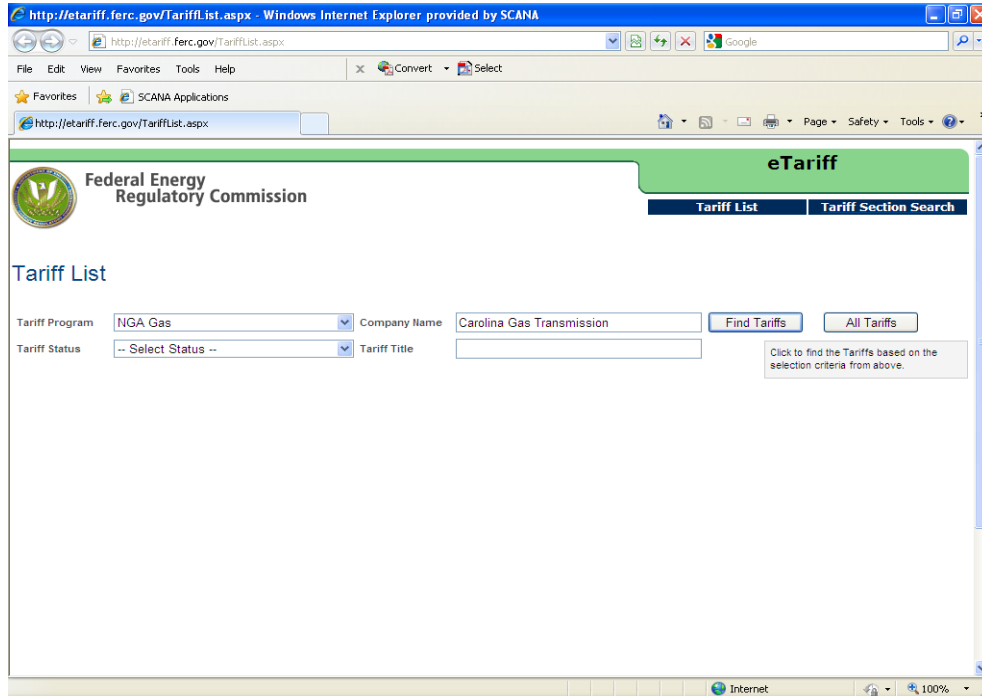 http://etariff.ferc.gov/TariffList.aspx - Windows Internet Explorer provided by SCANA
http://etariff.ferc.gov/TariffList.aspx Google
File Edit View Favorites Tools Help x Convert Select
Favorites SCANA Applications
http://etariff.ferc.gov/TariffList.aspx Page Safety Tools
eTariff
Federal Energy
Regulatory Commission
Tariff List Tariff Section Search
Tariff List
Tariff Program NGA Gas Company Name Carolina Gas Transmission Find Tariffs All Tariffs
Tariff Status -- Select Status -- Tariff Title
Click to find the Tariffs based on the
selection criteria from above.
Internet 100%